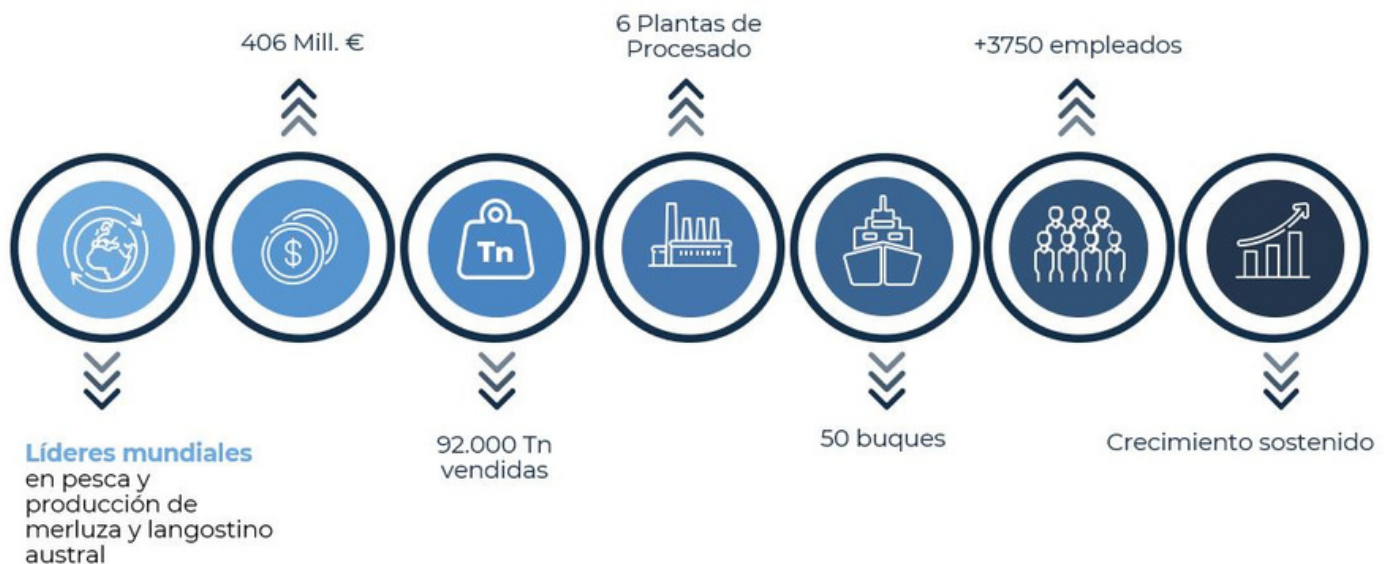 406 Mill. €
6 Plantas de
Procesado
+3750 empleados
$
Tn
Líderes mundiales
en pesca y
producción de
merluza y langostino
austral
92.000 Tn
vendidas
50 buques
Crecimiento sostenido